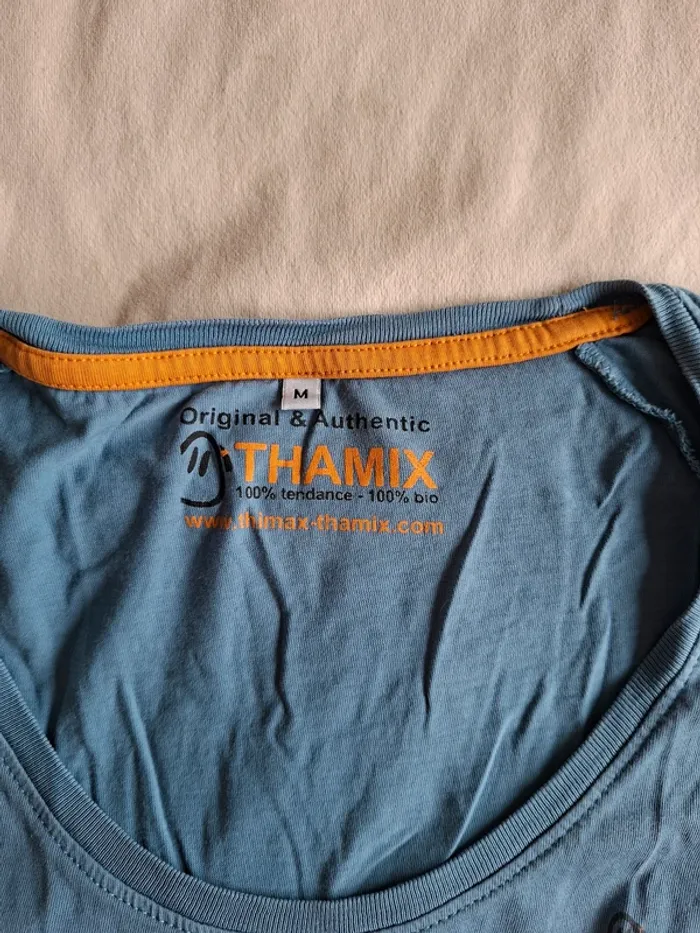 M
Original & Authentic
THAMIX
100% tendance - 100% bio
www.thimax-thamix.com